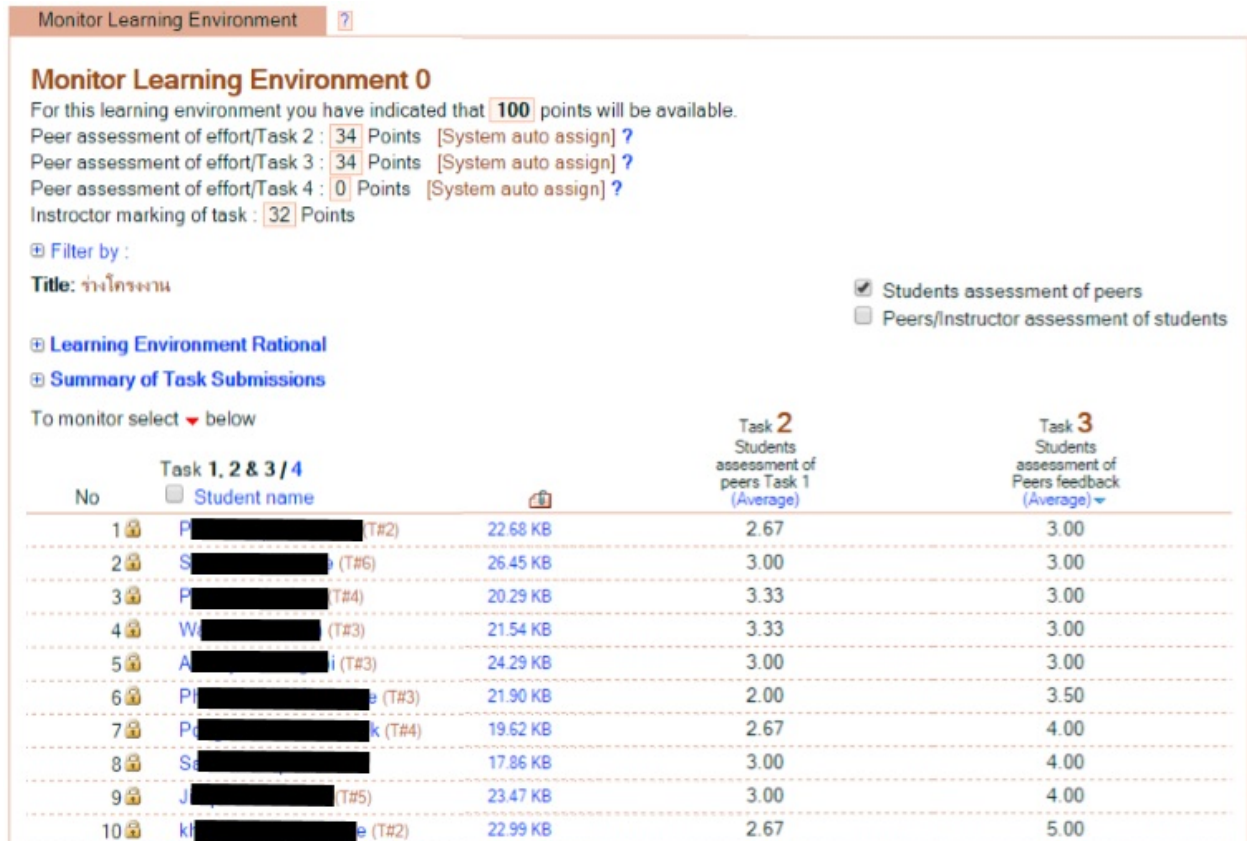 Monitor Learning Environment ?
Monitor Learning Environment 0
For this learning environment you have indicated that 100 points will be available.
Peer assessment of effort/Task 2 : 34 Points [System auto assign] ?
Peer assessment of effort/Task 3 : 34 Points [System auto assign] ?
Peer assessment of effort/Task 4 : 0 Points [System auto assign] ?
Instroctor marking of task : 32 Points
Filter by :
Title: ร่างโครงงาน
Students assessment of peers
Peers/Instructor assessment of students
Learning Environment Rational
Summary of Task Submissions
To monitor select below
Task 1, 2 & 3 / 4
No Student name
Task 2
Students
assessment of
peers Task 1
(Average)
Task 3
Students
assessment of
Peers feedback
(Average)
1 P (T#2) 22.68 KB 2.67 3.00
2 S e (T#6) 26.45 KB 3.00 3.00
3 P (T#4) 20.29 KB 3.33 3.00
4 Wa (T#3) 21.54 KB 3.33 3.00
5 A i (T#3) 24.29 KB 3.00 3.00
6 Ph e (T#3) 21.90 KB 2.00 3.50
7 Po k (T#4) 19.62 KB 2.67 4.00
8 Sa 17.86 KB 3.00 4.00
9 Ji (T#5) 23.47 KB 3.00 4.00
10 kh e (T#2) 22.99 KB 2.67 5.00